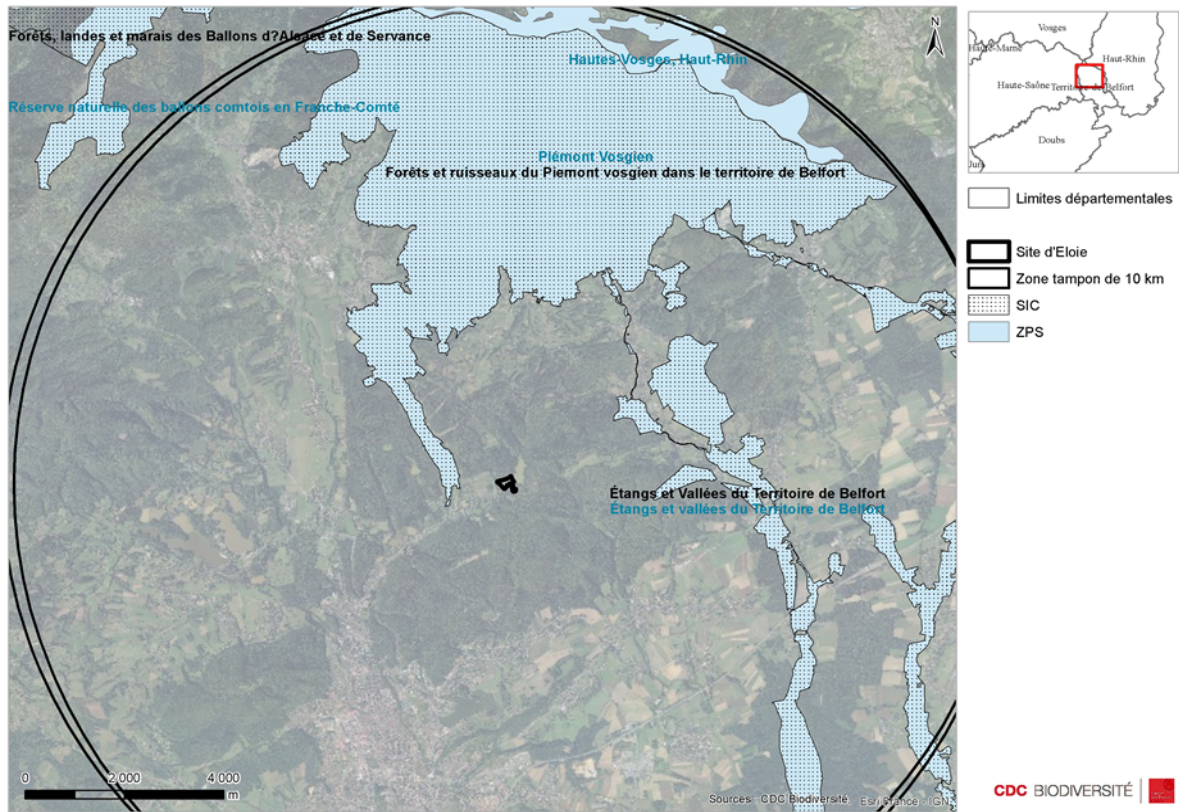 Forêts, landes et marais des Ballons d?Alsace et de Servance
Hautes Vosges, Haut-Rhin
Réserve naturelle des ballons comtois en Franche-Comté
Piémont Vosgien
Forêts et ruisseaux du Piemont vosgien dans le territoire de Belfort
Étangs et Vallées du Territoire de Belfort
Étangs et vallées du Territoire de Belfort
N
0 2 000 4 000
m
Sources : CDC Biodiversité, Esri France - IGN
Vosges
Haute-Marne
Haut-Rhin
Haute-Saône
Territoire de Belfort
Doubs
Jura
Limites départementales
Site d'Eloie
Zone tampon de 10 km
SIC
ZPS
CDC BIODIVERSITÉ